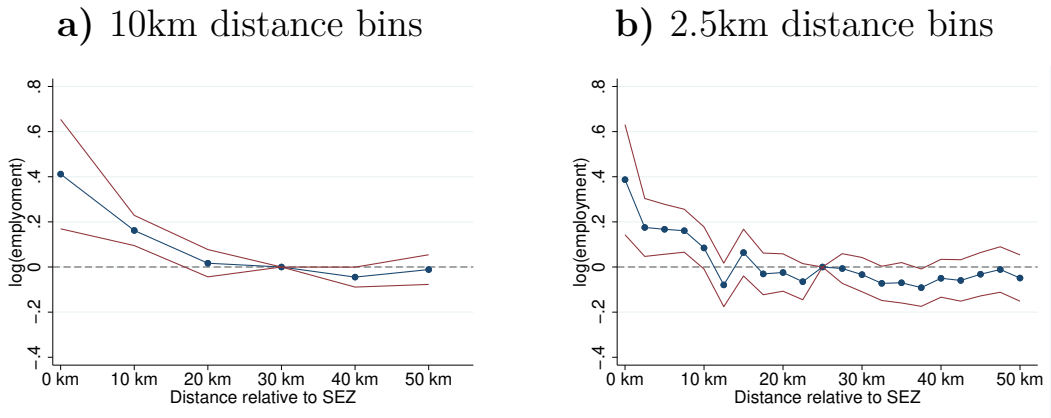 a) 10km distance bins
log(emplyoment)
.8
.6
.4
.2
0
-.2
-.4
0 km 10 km 20 km 30 km 40 km 50 km
Distance relative to SEZ
b) 2.5km distance bins
log(employment)
.8
.6
.4
.2
0
-.2
-.4
0 km 10 km 20 km 30 km 40 km 50 km
Distance relative to SEZ